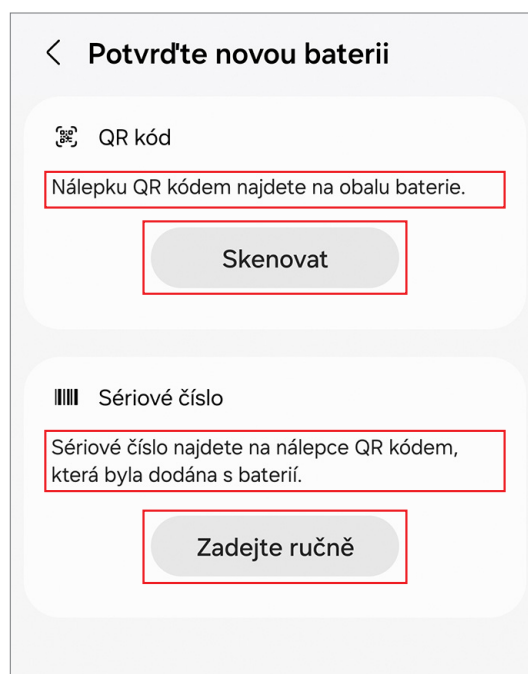 Potvrďte novou baterii
QR kód
Nálepku QR kódem najdete na obalu baterie.
Skenovat
Sériové číslo
Sériové číslo najdete na nálepce QR kódem,
která byla dodána s baterií.
Zadejte ručně